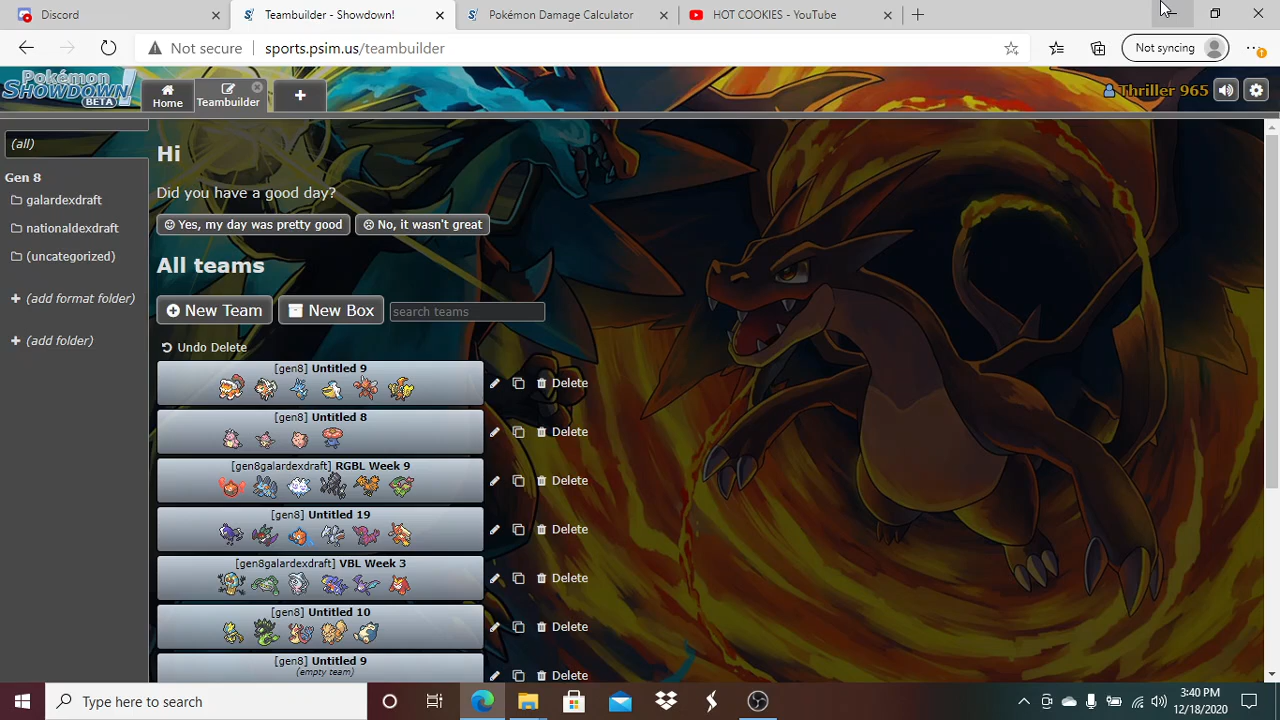 Discord
Teambuilder - Showdown!
Pokémon Damage Calculator
HOT COOKIES - YouTube
Not secure
sports.psim.us/teambuilder
Not syncing
Pokémon
SHOWDOWN!
BETA
Home
Teambuilder
Thriller 965
(all)
Gen 8
galardexdraft
nationaldexdraft
(uncategorized)
(add format folder)
(add folder)
Hi
Did you have a good day?
Yes, my day was pretty good
No, it wasn't great
All teams
New Team
New Box
search teams
Undo Delete
[gen8] Untitled 9
Delete
[gen8] Untitled 8
Delete
[gen8galardexdraft] RGBL Week 9
Delete
[gen8] Untitled 19
Delete
[gen8galardexdraft] VBL Week 3
Delete
[gen8] Untitled 10
Delete
[gen8] Untitled 9
(empty team)
Delete
Type here to search
3:40 PM
12/18/2020